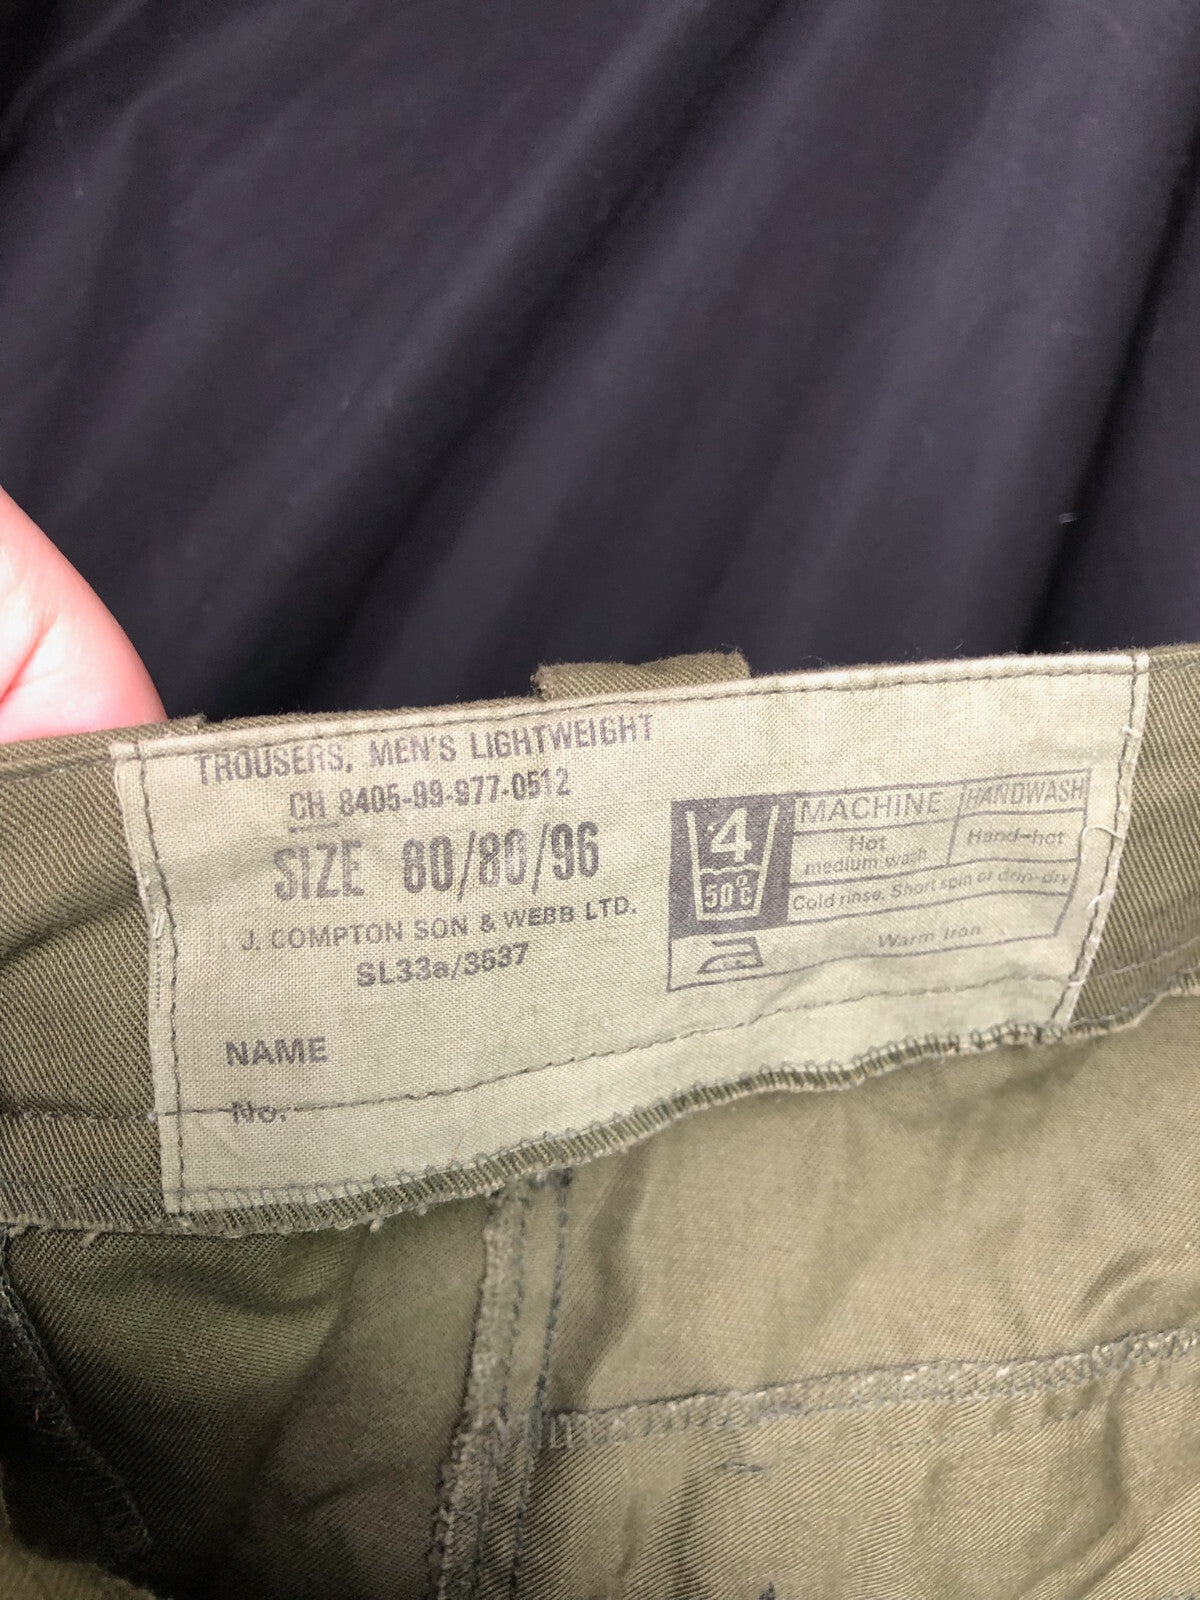 TROUSERS, MEN'S LIGHTWEIGHT
CH 8405-99-977-0512
SIZE 80/80/96
J. COMPTON SON & WEBB LTD.
SL33a/3537
NAME
No.
4
50°C
MACHINE
HANDWASH
Hot
medium wash
Hand-hot
Cold rinse. Short spin or drip-dry
Warm iron